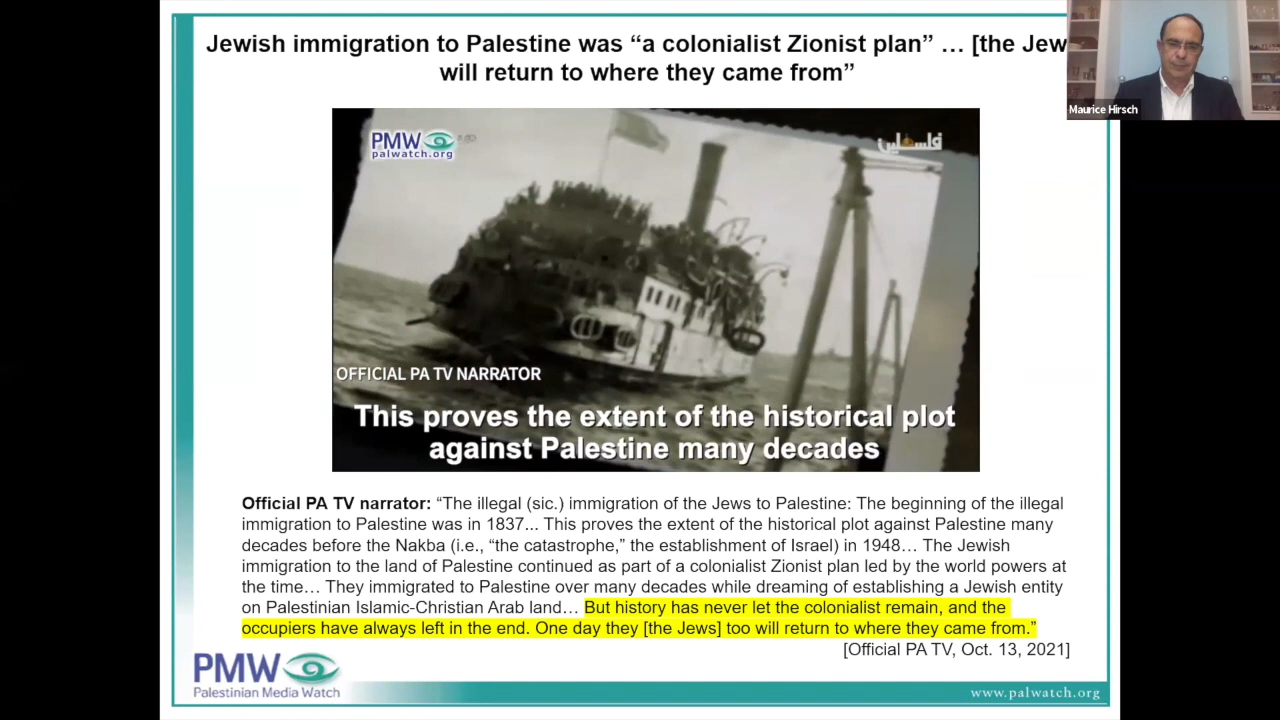 Jewish immigration to Palestine was “a colonialist Zionist plan” … [the Jew
will return to where they came from”
Maurice Hirsch
PMW
palwatch.org
فلسطين
OFFICIAL PA TV NARRATOR
This proves the extent of the historical plot
against Palestine many decades
Official PA TV narrator: “The illegal (sic.) immigration of the Jews to Palestine: The beginning of the illegal
immigration to Palestine was in 1837... This proves the extent of the historical plot against Palestine many
decades before the Nakba (i.e., “the catastrophe,” the establishment of Israel) in 1948… The Jewish
immigration to the land of Palestine continued as part of a colonialist Zionist plan led by the world powers at
the time… They immigrated to Palestine over many decades while dreaming of establishing a Jewish entity
on Palestinian Islamic-Christian Arab land… But history has never let the colonialist remain, and the
occupiers have always left in the end. One day they [the Jews] too will return to where they came from.”
[Official PA TV, Oct. 13, 2021]
PMW
Palestinian Media Watch
www.palwatch.org